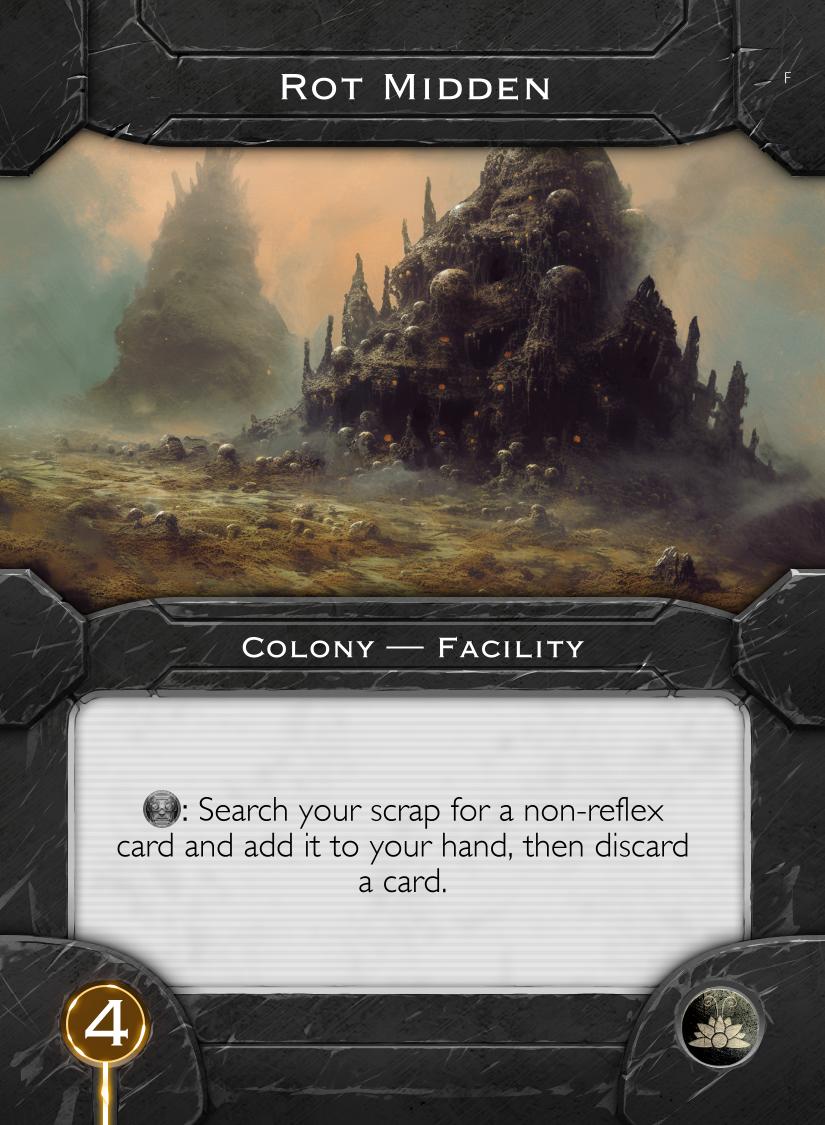 Rot Midden
F
Colony — Facility
: Search your scrap for a non-reflex
card and add it to your hand, then discard
a card.
4